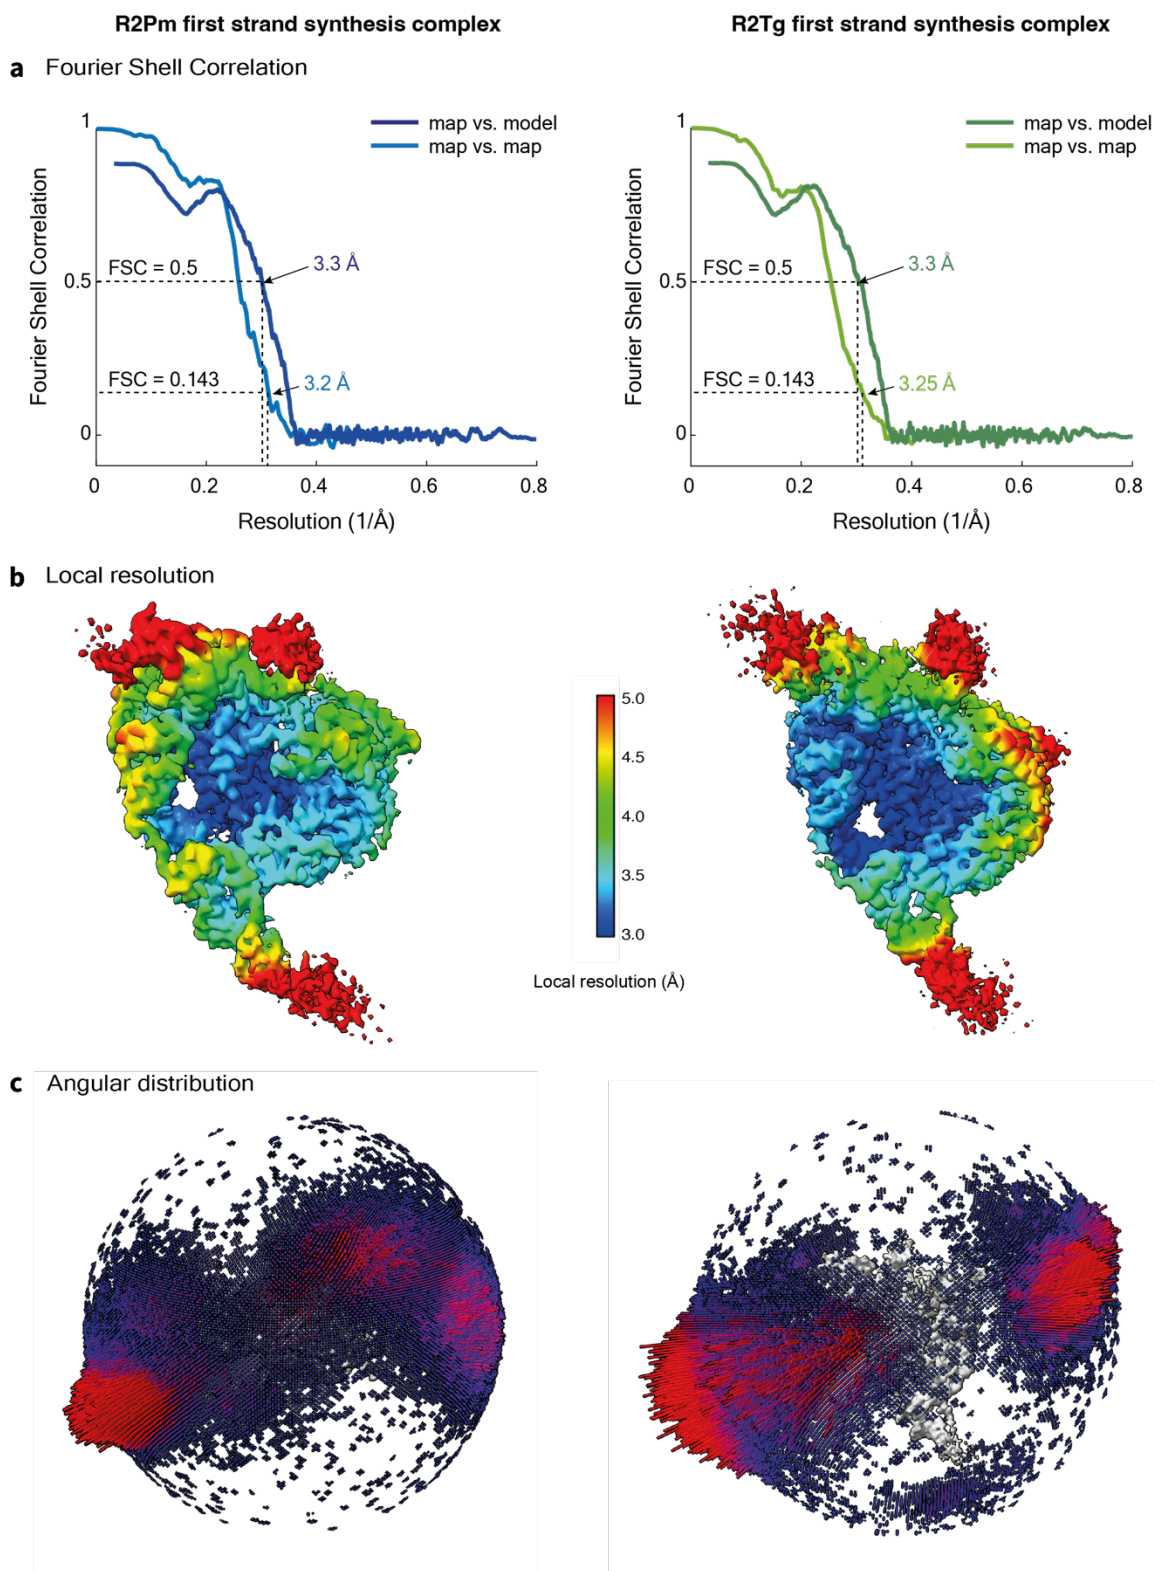 R2Pm first strand synthesis complex
R2Tg first strand synthesis complex
a Fourier Shell Correlation
1
0.5
0
Fourier Shell Correlation
map vs. model
map vs. map
FSC = 0.5
3.3 Å
FSC = 0.143
3.2 Å
0 0.2 0.4 0.6 0.8
Resolution (1/Å)
1
0.5
0
Fourier Shell Correlation
map vs. model
map vs. map
FSC = 0.5
3.3 Å
FSC = 0.143
3.25 Å
0 0.2 0.4 0.6 0.8
Resolution (1/Å)
b Local resolution
5.0
4.5
4.0
3.5
3.0
Local resolution (Å)
c Angular distribution